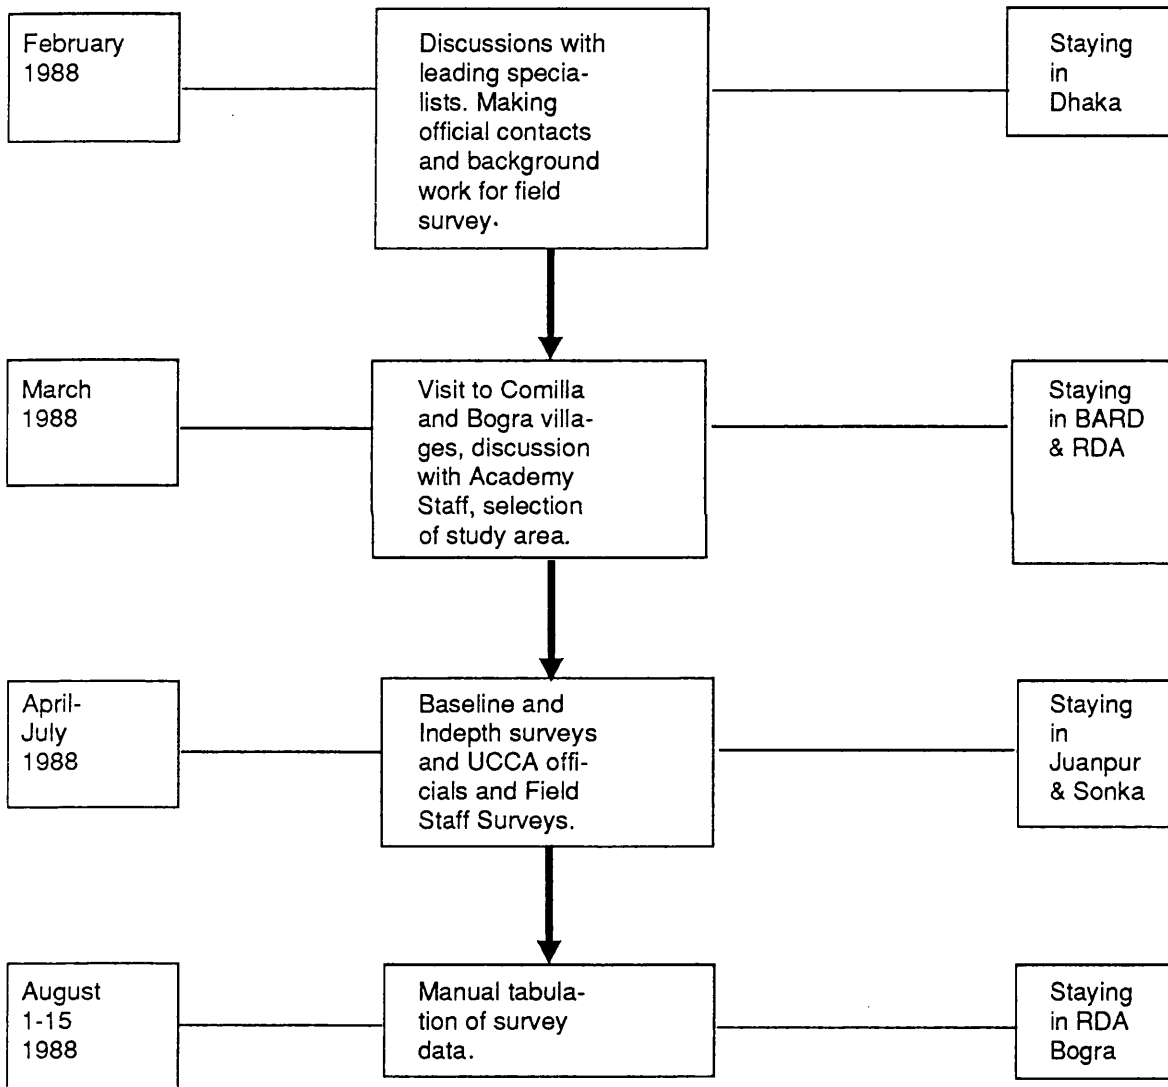 February
1988
Discussions with
leading specia-
lists. Making
official contacts
and background
work for field
survey.
Staying
in
Dhaka
March
1988
Visit to Comilla
and Bogra villa-
ges, discussion
with Academy
Staff, selection
of study area.
Staying
in BARD
& RDA
April-
July
1988
Baseline and
Indepth surveys
and UCCA offi-
cials and Field
Staff Surveys.
Staying
in
Juanpur
& Sonka
August
1-15
1988
Manual tabula-
tion of survey
data.
Staying
in RDA
Bogra